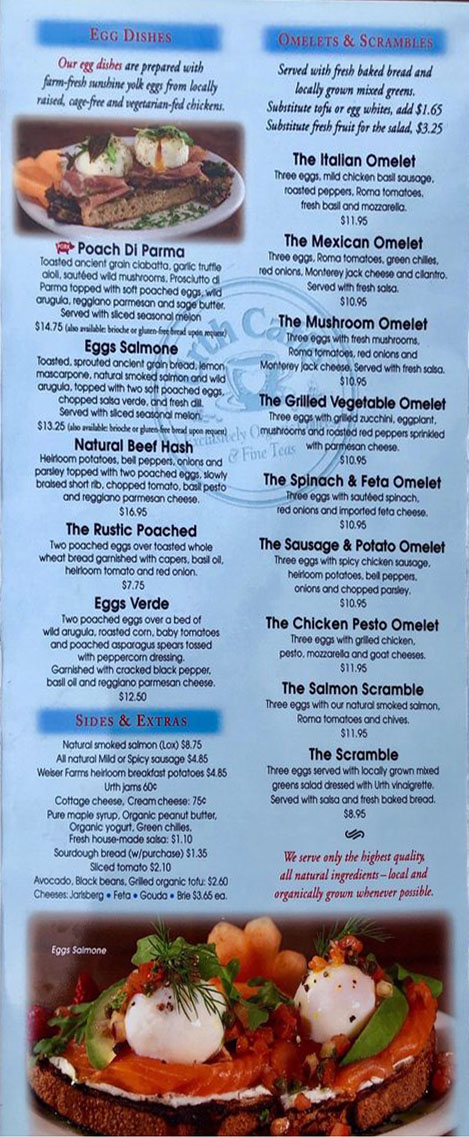 EGG DISHES
Our egg dishes are prepared with
farm-fresh sunshine yolk eggs from locally
raised, cage-free and vegetarian-fed chickens.
PORK Poach Di Parma
Toasted ancient grain ciabatta, garlic truffle
aioli, sautéed wild mushrooms, Prosciutto di
Parma topped with soft poached eggs, wild
arugula, reggiano parmesan and sage butter.
Served with sliced seasonal melon
$14.75 (also available: brioche or gluten-free bread upon request)
Eggs Salmone
Toasted, sprouted ancient grain bread, lemon
mascarpone, natural smoked salmon and wild
arugula, topped with two soft poached eggs,
chopped salsa verde, and fresh dill.
Served with sliced seasonal melon.
$13.25 (also available: brioche or gluten-free bread upon request)
Natural Beef Hash
Heirloom potatoes, bell peppers, onions and
parsley topped with two poached eggs, slowly
braised short rib, chopped tomato, basil pesto
and reggiano parmesan cheese.
$16.95
The Rustic Poached
Two poached eggs over toasted whole
wheat bread garnished with capers, basil oil,
heirloom tomato and red onion.
$7.75
Eggs Verde
Two poached eggs over a bed of
wild arugula, roasted corn, baby tomatoes
and poached asparagus spears tossed
with peppercorn dressing.
Garnished with cracked black pepper,
basil oil and reggiano parmesan cheese.
$12.50
SIDES & EXTRAS
Natural smoked salmon (Lox) $8.75
All natural Mild or Spicy sausage $4.85
Weiser Farms heirloom breakfast potatoes $4.85
Urth jams 60¢
Cottage cheese, Cream cheese: 75¢
Pure maple syrup, Organic peanut butter,
Organic yogurt, Green chilies,
Fresh house-made salsa: $1.10
Sourdough bread (w/purchase) $1.35
Sliced tomato $2.10
Avocado, Black beans, Grilled organic tofu: $2.60
Cheeses: Jarlsberg • Feta • Gouda • Brie $3.65 ea.
OMELETS & SCRAMBLES
Served with fresh baked bread and
locally grown mixed greens.
Substitute tofu or egg whites, add $1.65
Substitute fresh fruit for the salad, $3.25
The Italian Omelet
Three eggs, mild chicken basil sausage,
roasted peppers, Roma tomatoes,
fresh basil and mozzarella.
$11.95
The Mexican Omelet
Three eggs, Roma tomatoes, green chilies,
red onions, Monterey jack cheese and cilantro.
Served with fresh salsa.
$10.95
The Mushroom Omelet
Three eggs with fresh mushrooms,
Roma tomatoes, red onions and
Monterey jack cheese. Served with fresh salsa.
$10.95
The Grilled Vegetable Omelet
Three eggs with grilled zucchini, eggplant,
mushrooms and roasted red peppers sprinkled
with parmesan cheese.
$10.95
The Spinach & Feta Omelet
Three eggs with sautéed spinach,
red onions and imported feta cheese.
$10.95
The Sausage & Potato Omelet
Three eggs with spicy chicken sausage,
heirloom potatoes, bell peppers,
onions and chopped parsley.
$10.95
The Chicken Pesto Omelet
Three eggs with grilled chicken,
pesto, mozzarella and goat cheeses.
$11.95
The Salmon Scramble
Three eggs with our natural smoked salmon,
Roma tomatoes and chives.
$11.95
The Scramble
Three eggs served with locally grown mixed
greens salad dressed with Urth vinaigrette.
Served with salsa and fresh baked bread.
$8.95
We serve only the highest quality,
all natural ingredients – local and
organically grown whenever possible.
Exclusively
& Fine Teas
Eggs Salmone